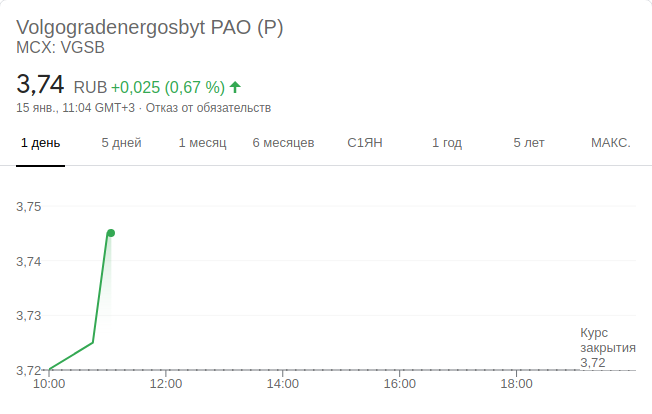 Volgogradenergosbyt PAO (P)
MCX: VGSB
3,74 RUB +0,025 (0,67 %)
15 янв., 11:04 GMT+3 · Отказ от обязательств
1 день 5 дней 1 месяц 6 месяцев С1ЯН 1 год 5 лет МАКС.
3,75
3,74
3,73
Курс
закрытия
3,72
3,72
10:00 12:00 14:00 16:00 18:00